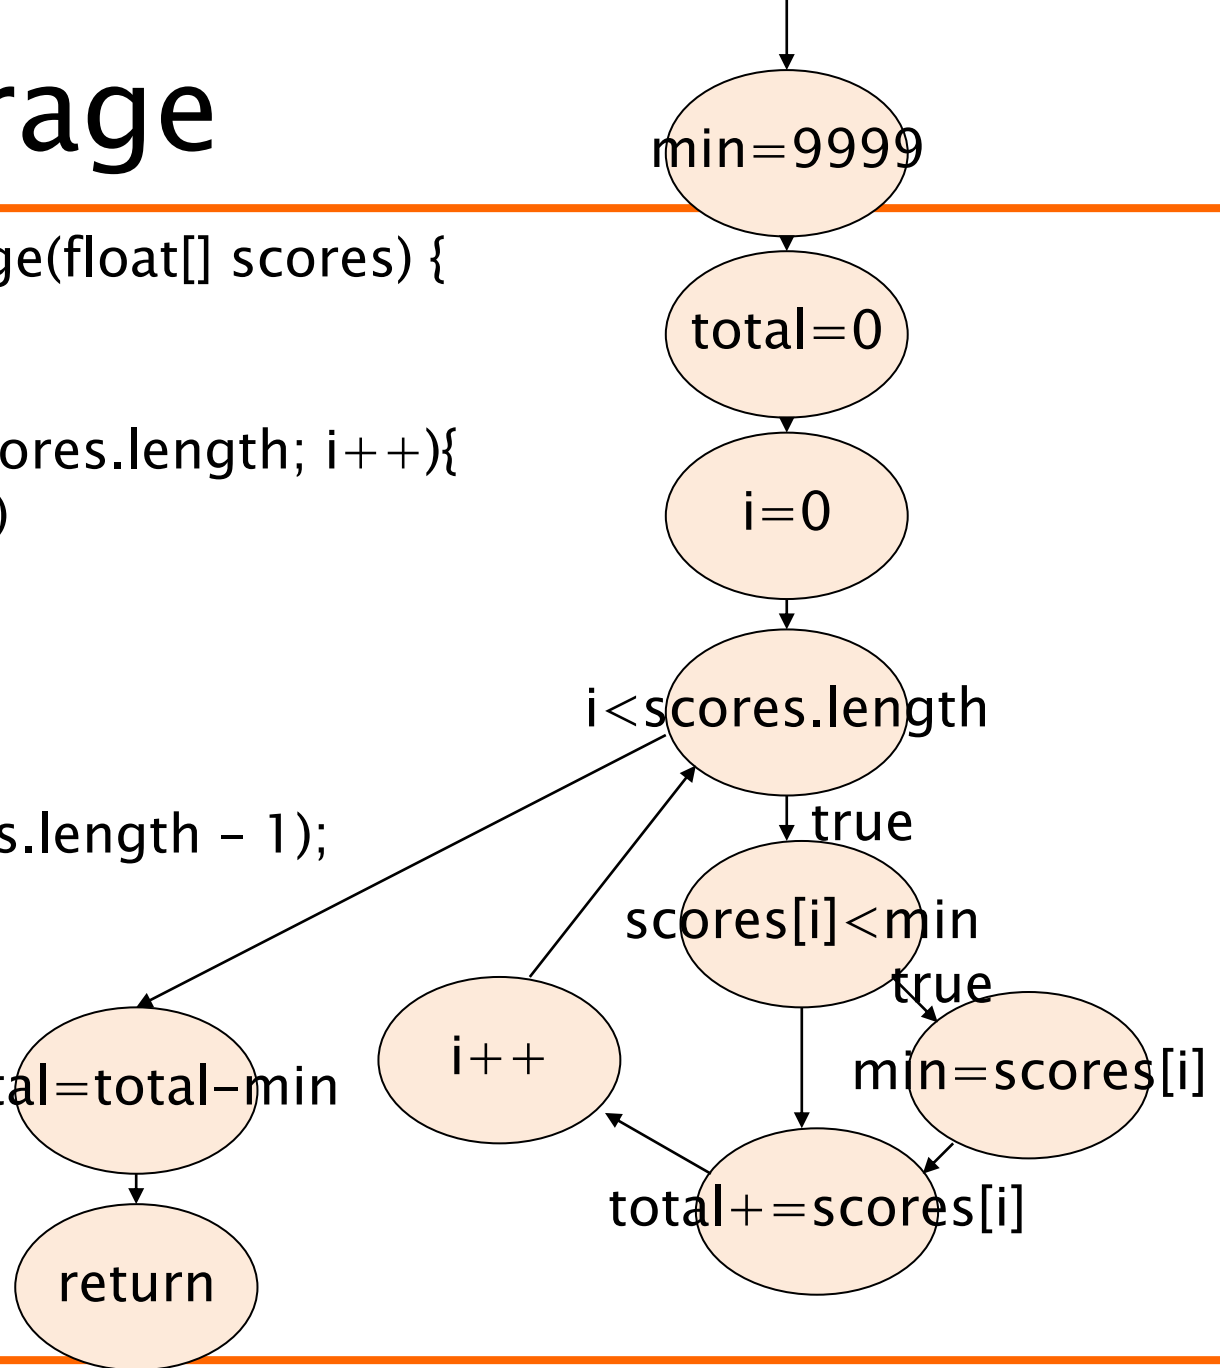 rage
ge(float[] scores) {
ores.length; i++){
)
s.length – 1);
min=9999
total=0
i=0
i<scores.length
true
scores[i]<min
true
i++
min=scores[i]
tal=total-min
total+=scores[i]
return